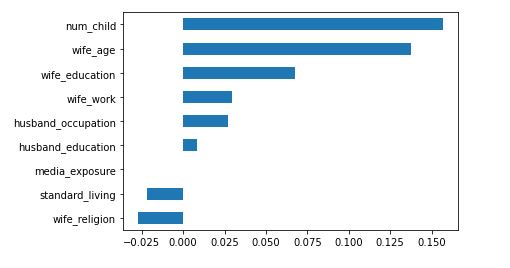 num_child
wife_age
wife_education
wife_work
husband_occupation
husband_education
media_exposure
standard_living
wife_religion
−0.025 0.000 0.025 0.050 0.075 0.100 0.125 0.150